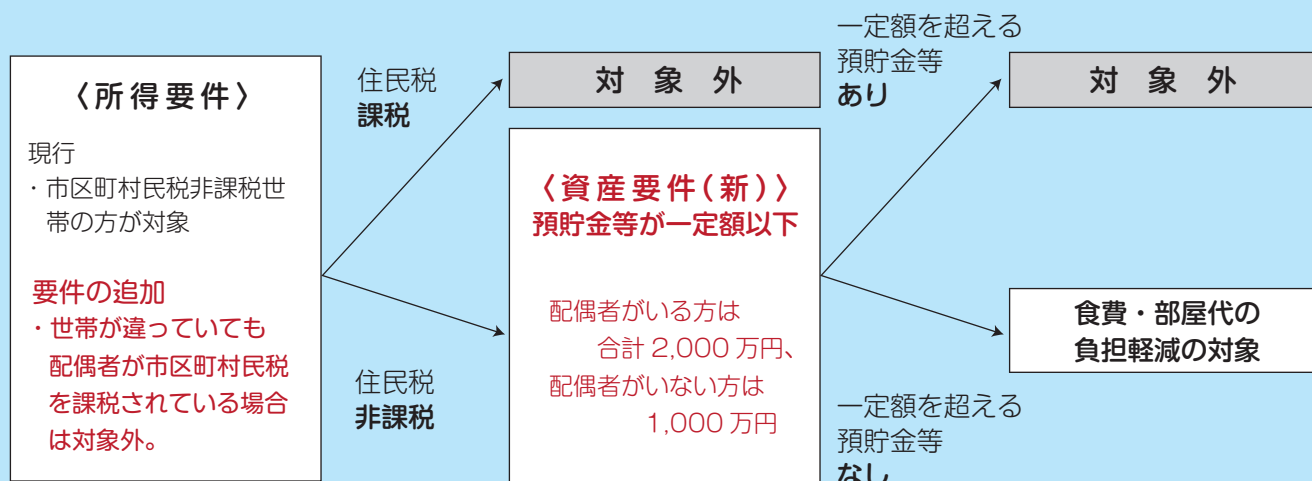 〈所得要件〉
現行
・市区町村民税非課税世
帯の方が対象
要件の追加
・世帯が違っていても
配偶者が市区町村民税
を課税されている場合
は対象外。
住民税
課税
住民税
非課税
対象外
〈資産要件(新)〉
預貯金等が一定額以下
配偶者がいる方は
合計 2,000 万円、
配偶者がいない方は
1,000 万円
一定額を超える
預貯金等
あり
一定額を超える
預貯金等
なし
対象外
食費・部屋代の
負担軽減の対象